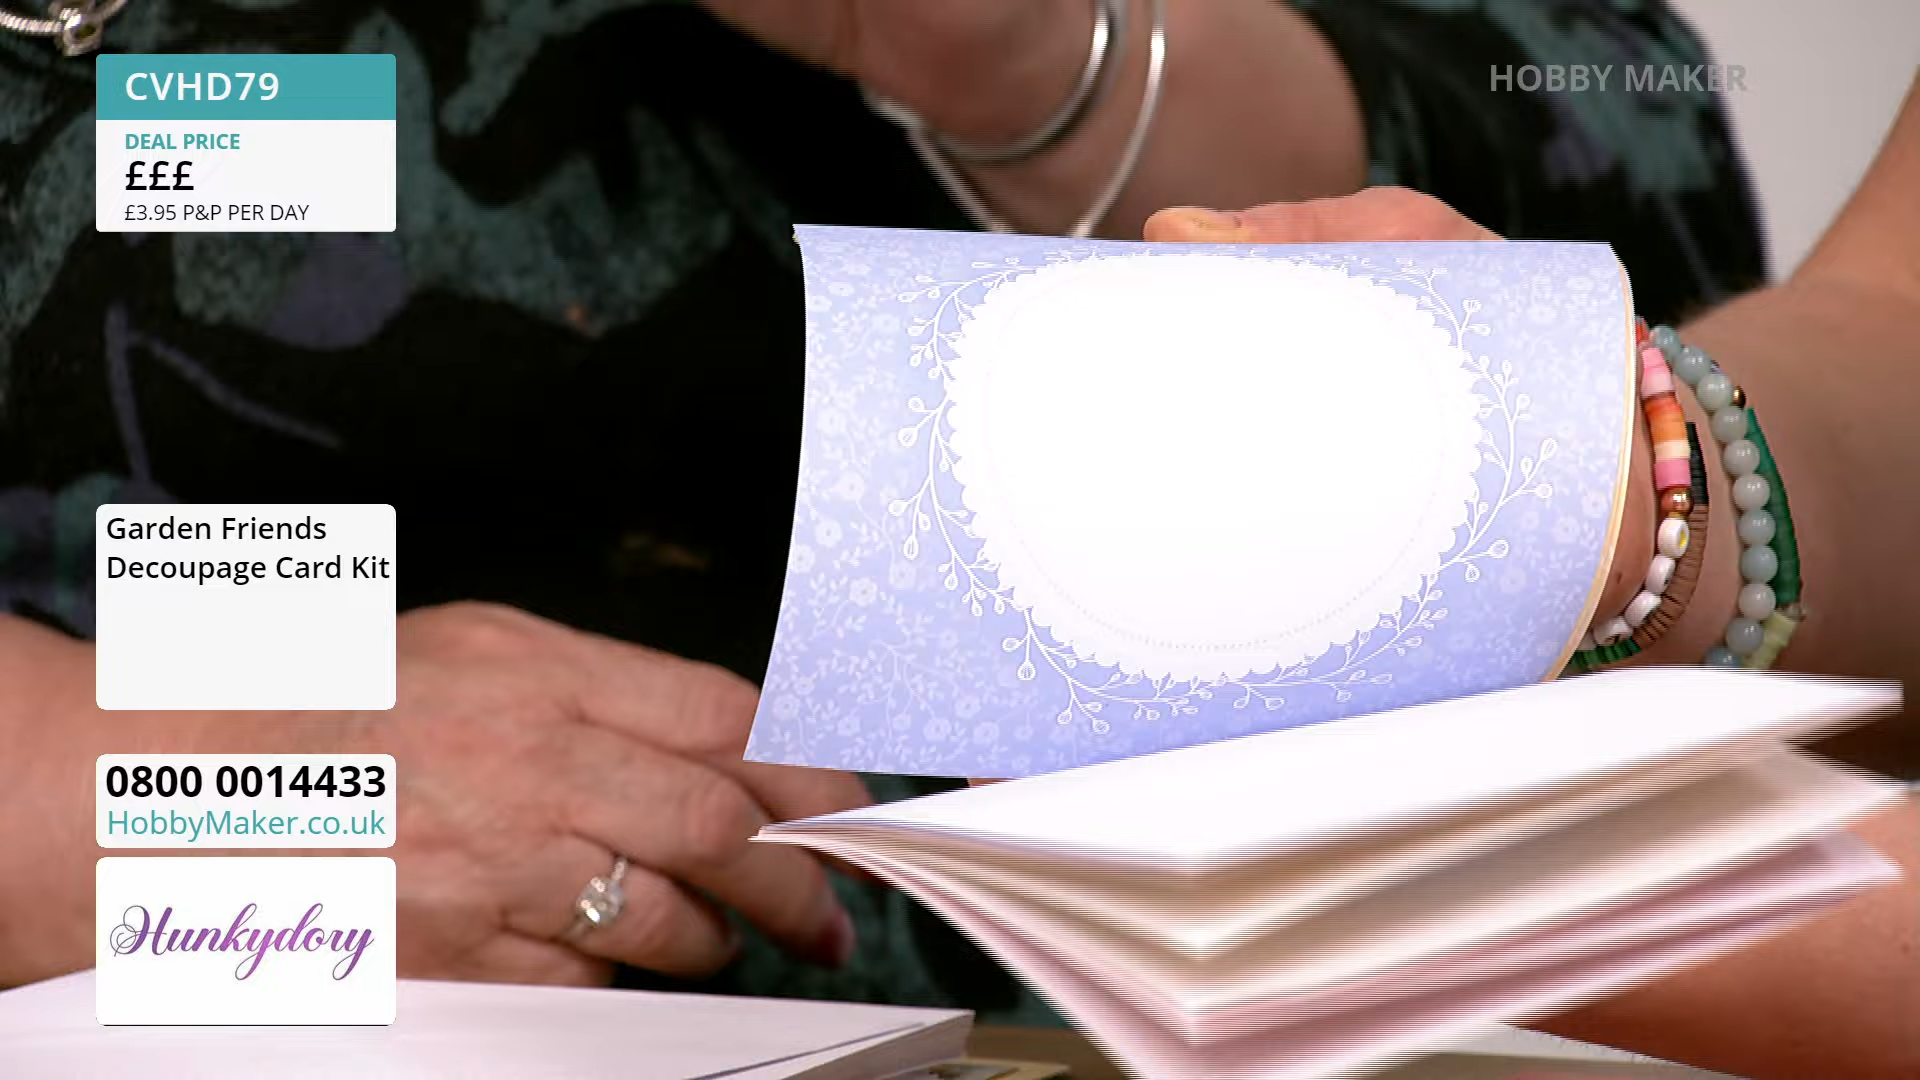 CVHD79
DEAL PRICE
£££
£3.95 P&P PER DAY
HOBBY MAKER
Garden Friends
Decoupage Card Kit
0800 0014433
HobbyMaker.co.uk
Hunkydory